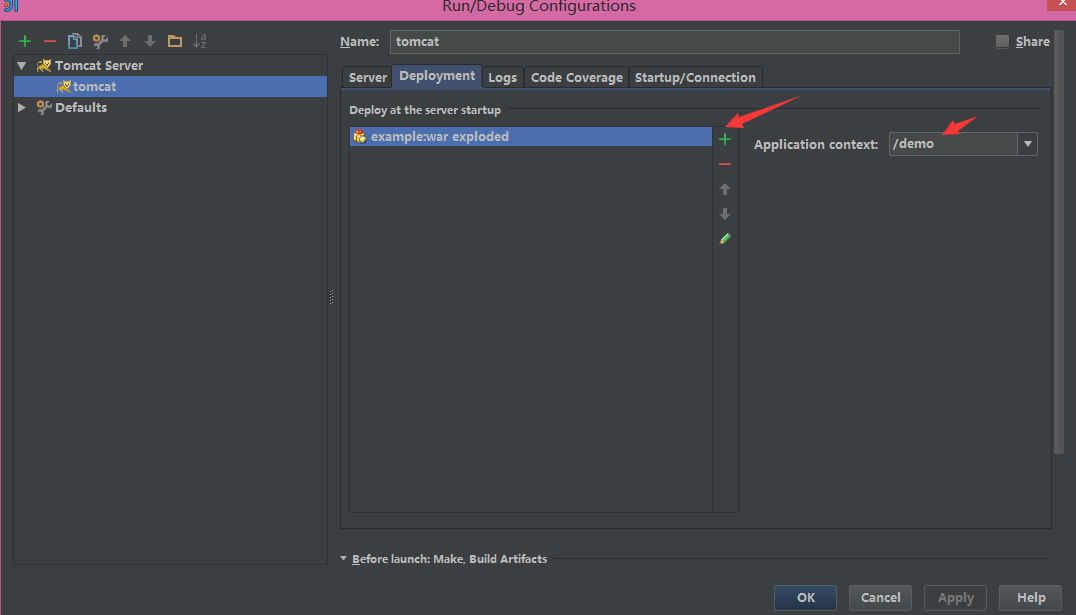 Run/Debug Configurations
Name: tomcat Share
Tomcat Server
tomcat
Defaults
Server Deployment Logs Code Coverage Startup/Connection
Deploy at the server startup
example:war exploded
Application context: /demo
Before launch: Make, Build Artifacts
OK Cancel Apply Help